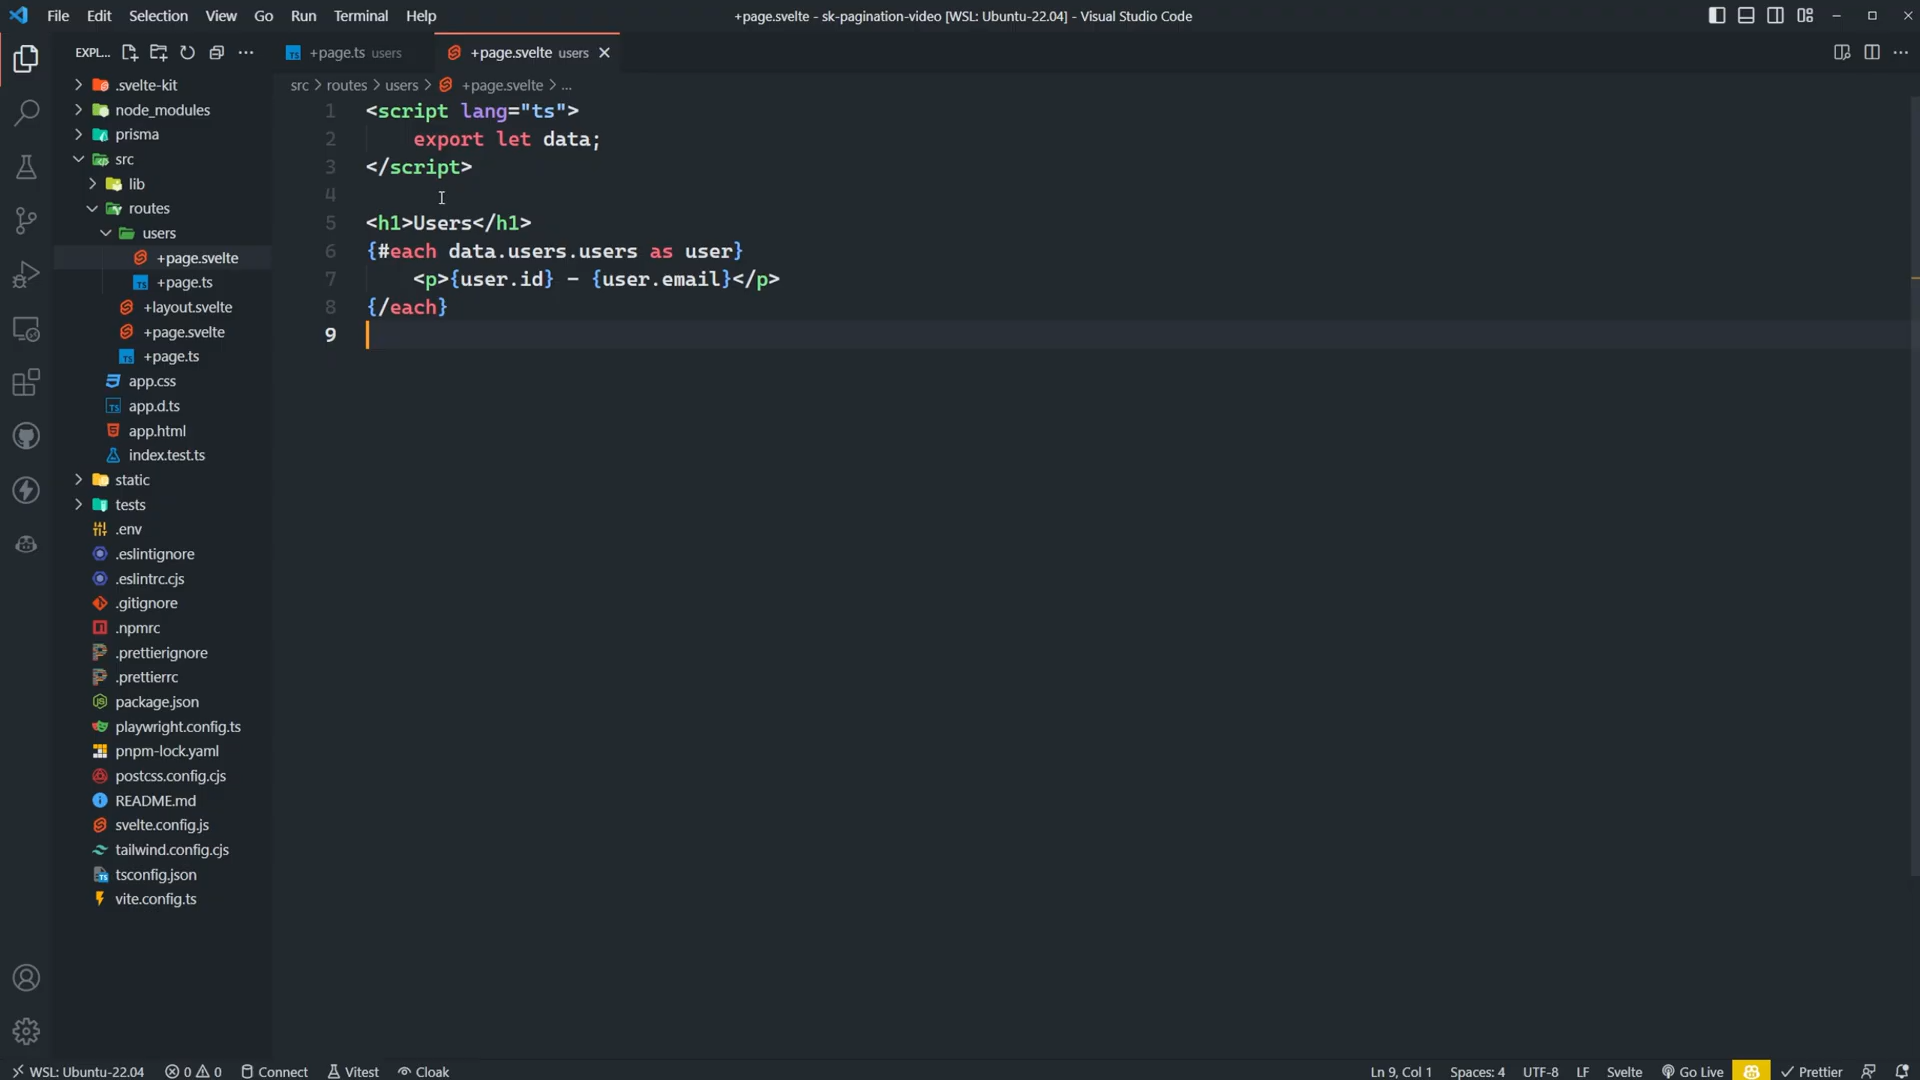 File Edit Selection View Go Run Terminal Help
+page.svelte - sk-pagination-video [WSL: Ubuntu-22.04] - Visual Studio Code
EXPL...
+page.ts users
+page.svelte users
src > routes > users > +page.svelte > ...
.svelte-kit
node_modules
prisma
src
lib
routes
users
+page.svelte
+page.ts
+layout.svelte
+page.svelte
+page.ts
app.css
app.d.ts
app.html
index.test.ts
static
tests
.env
.eslintignore
.eslintrc.cjs
.gitignore
.npmrc
.prettierignore
.prettierrc
package.json
playwright.config.ts
pnpm-lock.yaml
postcss.config.cjs
README.md
svelte.config.js
tailwind.config.cjs
tsconfig.json
vite.config.ts
1 <script lang="ts">
2 export let data;
3 </script>
4
5 <h1>Users</h1>
6 {#each data.users.users as user}
7 <p>{user.id} - {user.email}</p>
8 {/each}
9
WSL: Ubuntu-22.04 0 0 Connect Vitest Cloak
Ln 9, Col 1 Spaces: 4 UTF-8 LF Svelte Go Live Prettier